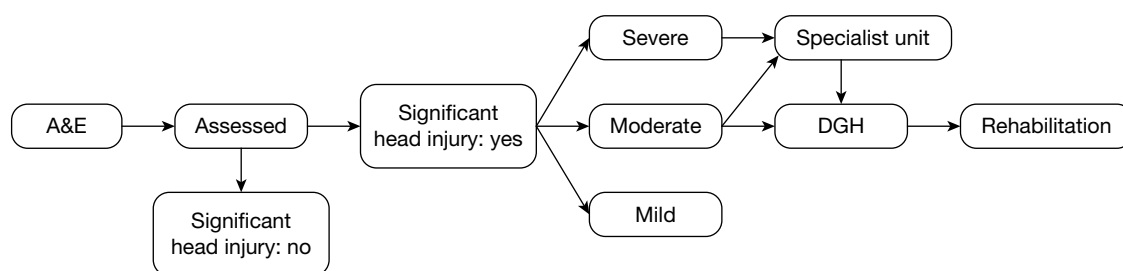 A&E
Assessed
Significant
head injury: no
Significant
head injury: yes
Severe
Moderate
Mild
Specialist unit
DGH
Rehabilitation